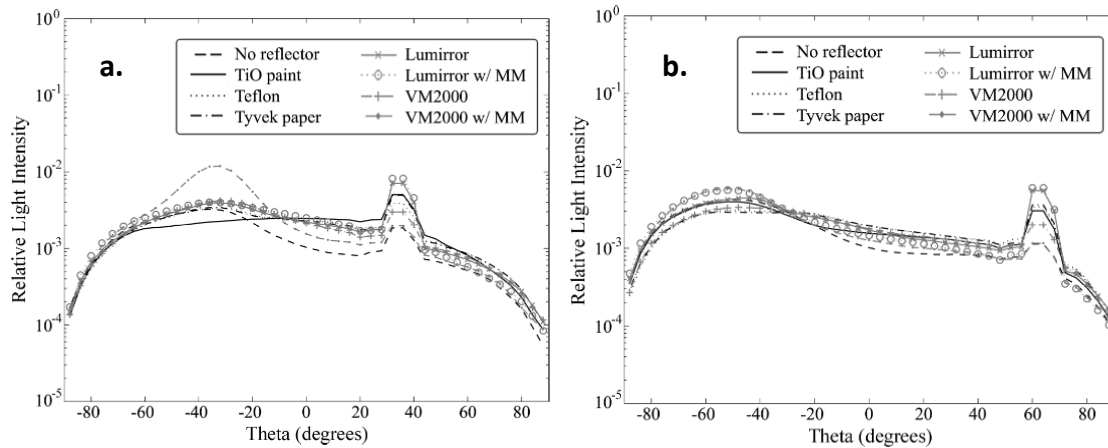 a.
No reflector
TiO paint
Teflon
Tyvek paper
Lumirror
Lumirror w/ MM
VM2000
VM2000 w/ MM
Relative Light Intensity
10^0
10^-1
10^-2
10^-3
10^-4
10^-5
-80 -60 -40 -20 0 20 40 60 80
Theta (degrees)
b.
No reflector
TiO paint
Teflon
Tyvek paper
Lumirror
Lumirror w/ MM
VM2000
VM2000 w/ MM
Relative Light Intensity
10^0
10^-1
10^-2
10^-3
10^-4
10^-5
-80 -60 -40 -20 0 20 40 60 80
Theta (degrees)